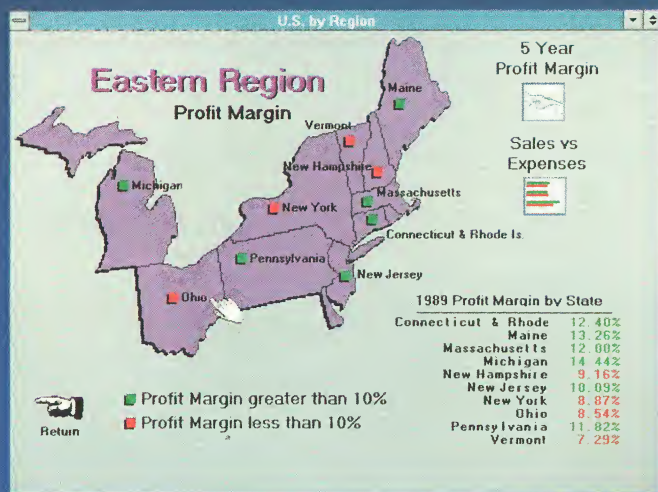 U.S. by Region
Eastern Region
Profit Margin
5 Year
Profit Margin
Sales vs
Expenses
Maine
Vermont
New Hampshire
Massachusetts
Michigan
New York
Connecticut & Rhode Is.
Pennsylvania
New Jersey
Ohio
1989 Profit Margin by State
Connecticut & Rhode 12.40%
Maine 13.26%
Massachusetts 12.00%
Michigan 14.44%
New Hampshire 9.16%
New Jersey 10.09%
New York 8.87%
Ohio 8.54%
Pennsylvania 11.82%
Vermont 7.29%
Profit Margin greater than 10%
Profit Margin less than 10%
Return